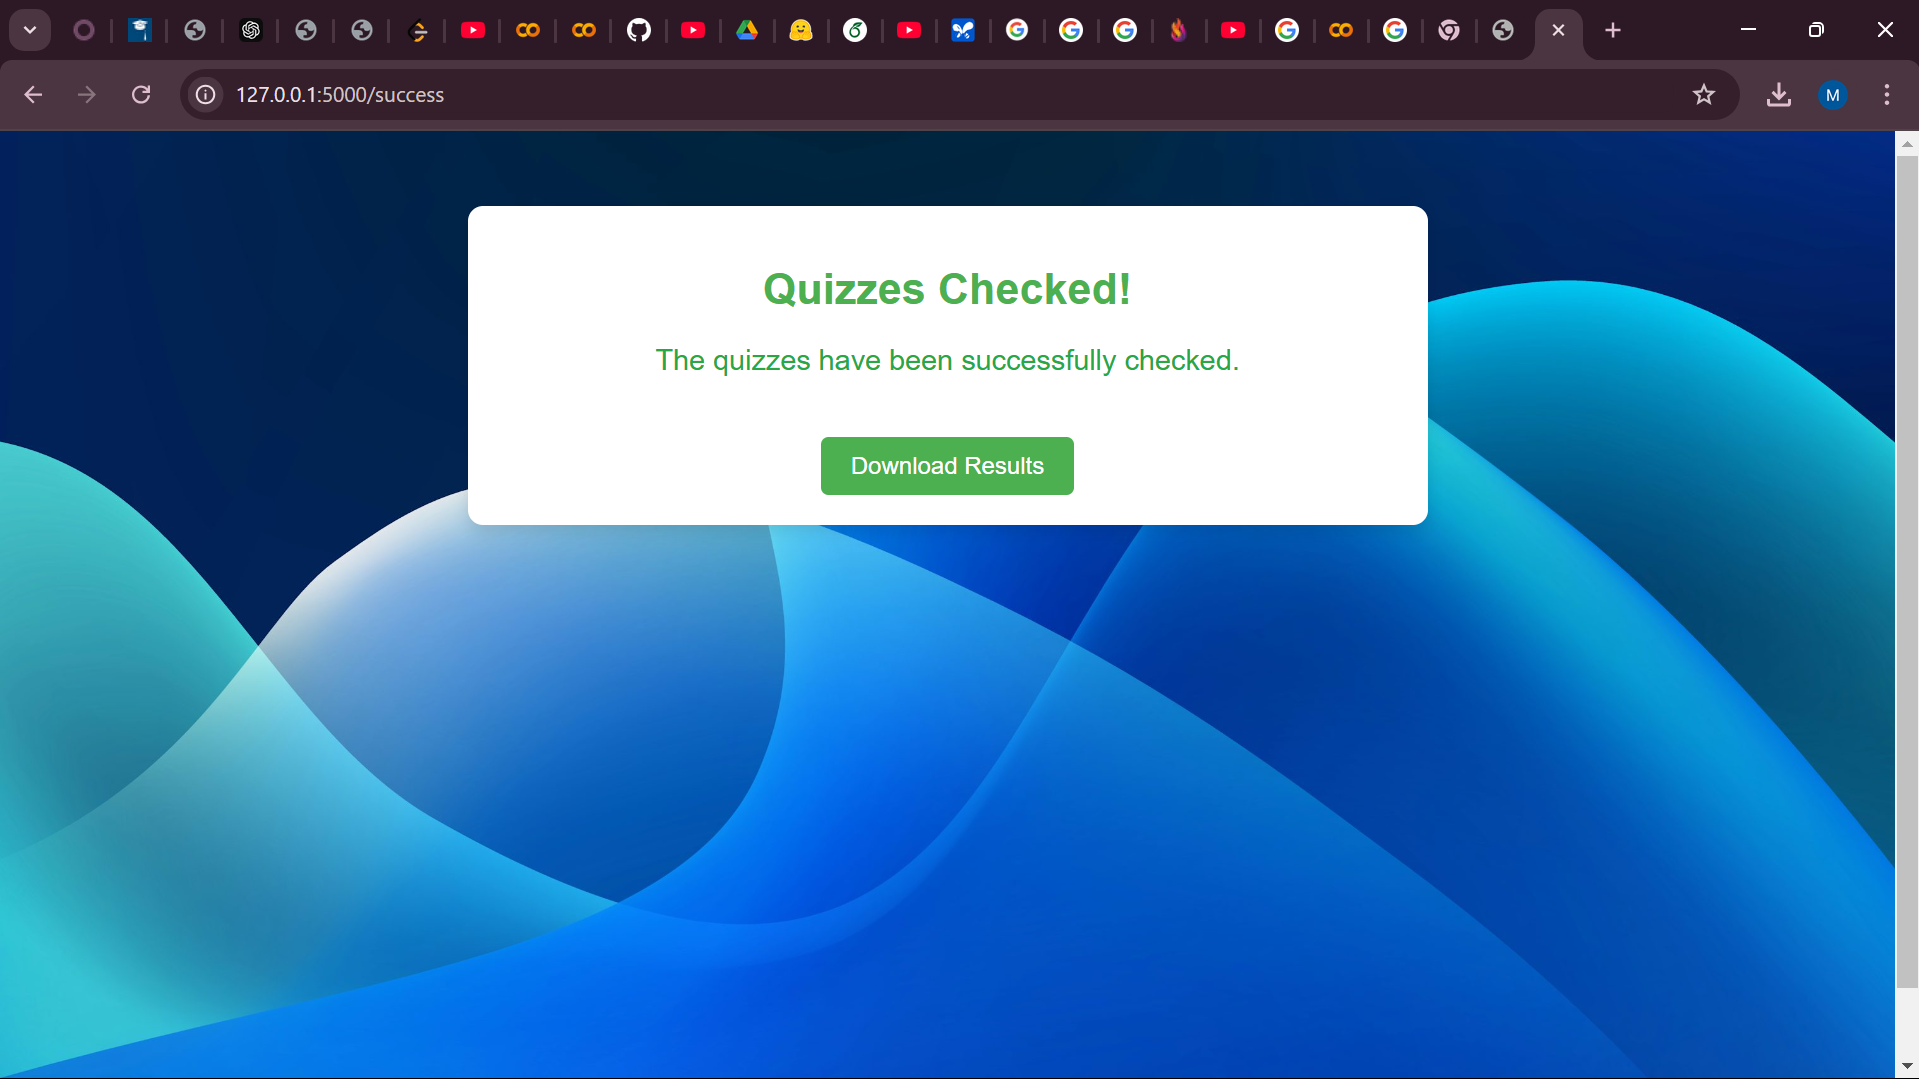 127.0.0.1:5000/success
M
Quizzes Checked!
The quizzes have been successfully checked.
Download Results